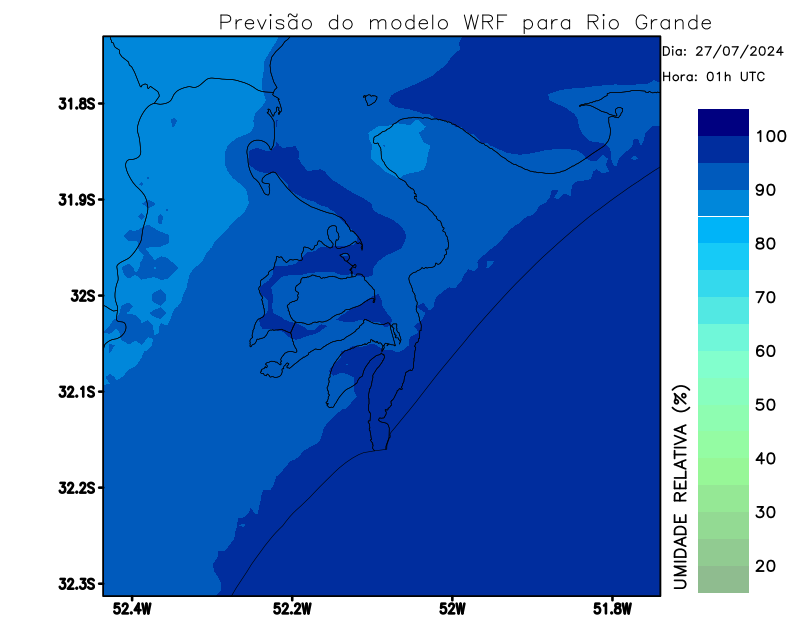 Previsão do modelo WRF para Rio Grande
Dia: 27/07/2024
Hora: 01h UTC
31.8S
31.9S
32S
32.1S
32.2S
32.3S
52.4W
52.2W
52W
51.8W
UMIDADE RELATIVA (%)
100
90
80
70
60
50
40
30
20